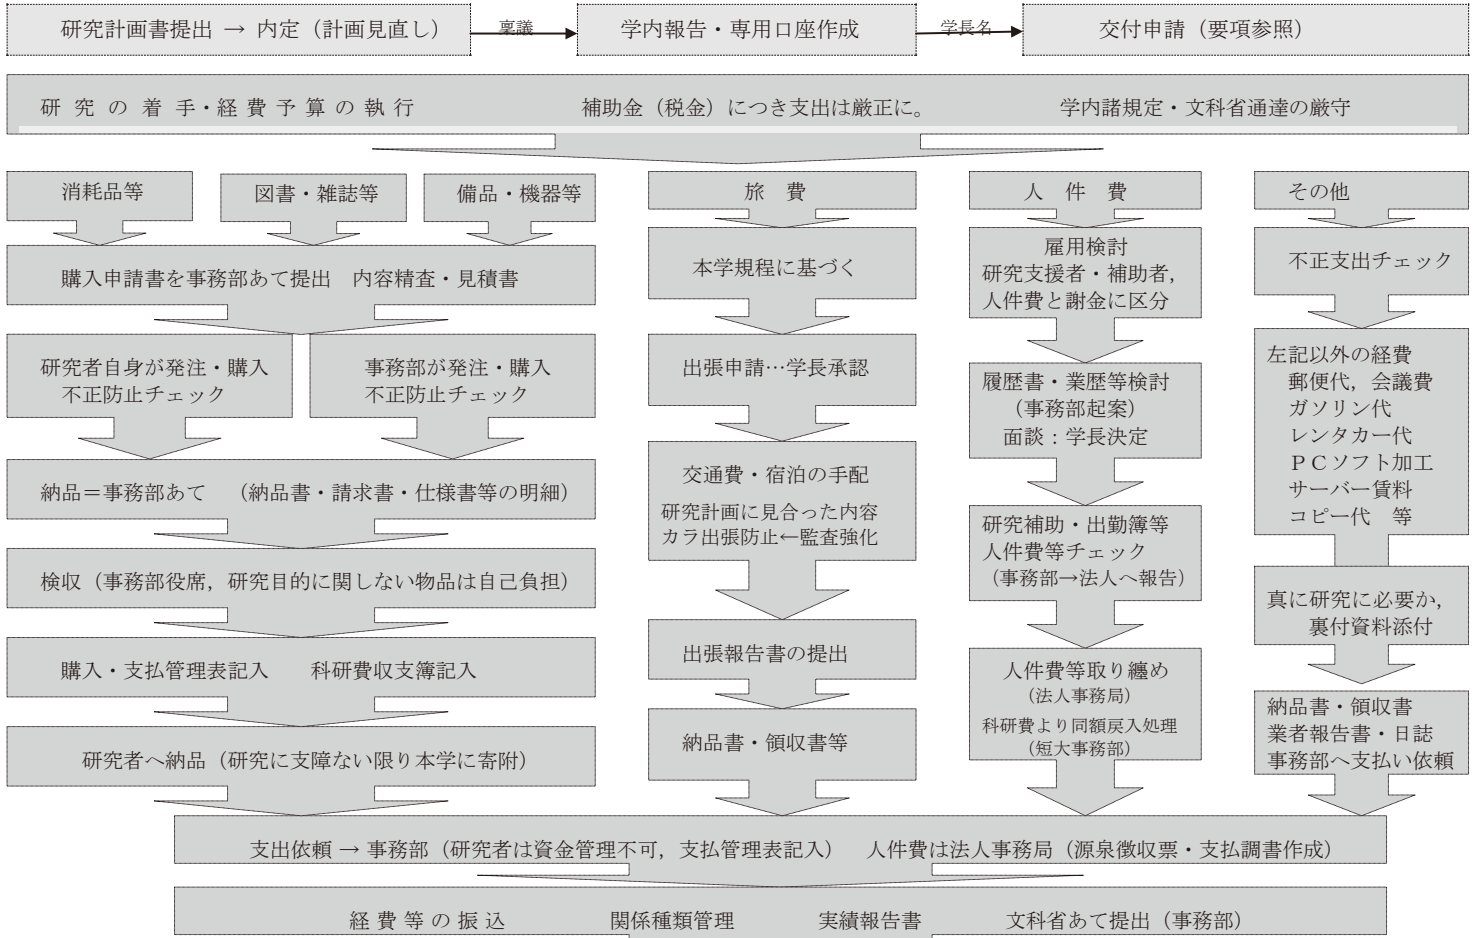 研究計画書提出 → 内定（計画見直し）
稟議
学内報告・専用口座作成
学長名
交付申請（要項参照）
研究の着手・経費予算の執行　補助金（税金）につき支出は厳正に。　学内諸規定・文科省通達の厳守
消耗品等
図書・雑誌等
備品・機器等
購入申請書を事務部あて提出　内容精査・見積書
研究者自身が発注・購入
不正防止チェック
事務部が発注・購入
不正防止チェック
納品＝事務部あて　（納品書・請求書・仕様書等の明細）
検収（事務部役席，研究目的に関しない物品は自己負担）
購入・支払管理表記入　科研費収支簿記入
研究者へ納品（研究に支障ない限り本学に寄附）
旅　費
本学規程に基づく
出張申請…学長承認
交通費・宿泊の手配
研究計画に見合った内容
カラ出張防止←監査強化
出張報告書の提出
納品書・領収書等
人　件　費
雇用検討
研究支援者・補助者，
人件費と謝金に区分
履歴書・業歴等検討
（事務部起案）
面談：学長決定
研究補助・出勤簿等
人件費等チェック
（事務部→法人へ報告）
人件費等取り纏め
（法人事務局）
科研費より同額戻入処理
（短大事務部）
その他
不正支出チェック
左記以外の経費
郵便代，会議費
ガソリン代
レンタカー代
ＰＣソフト加工
サーバー賃料
コピー代　等
真に研究に必要か，
裏付資料添付
納品書・領収書
業者報告書・日誌
事務部へ支払い依頼
支出依頼 → 事務部（研究者は資金管理不可，支払管理表記入）　人件費は法人事務局（源泉徴収票・支払調書作成）
経費等の振込　関係種類管理　実績報告書　文科省あて提出（事務部）